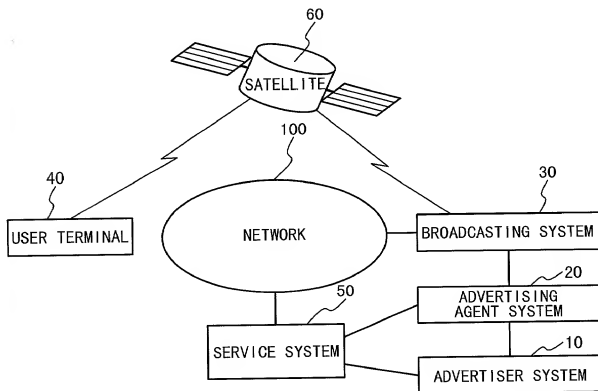 60
SATELLITE
100
40
30
USER TERMINAL
NETWORK
BROADCASTING SYSTEM
20
50
ADVERTISING
AGENT SYSTEM
10
SERVICE SYSTEM
ADVERTISER SYSTEM